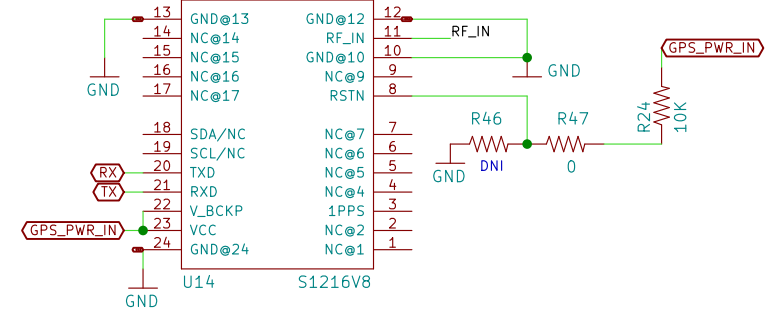 13 GND@13 GND@12 12
14 NC@14 RF_IN 11 RF_IN
15 NC@15 GND@10 10
16 NC@16 NC@9 9
17 NC@17 RSTN 8
GND
GND
GPS_PWR_IN
R24
10K
R46
DNI
R47
0
GND
18 SDA/NC NC@7 7
19 SCL/NC NC@6 6
RX 20 TXD NC@5 5
TX 21 RXD NC@4 4
22 V_BCKP 1PPS 3
GPS_PWR_IN 23 VCC NC@2 2
24 GND@24 NC@1 1
U14 S1216V8
GND